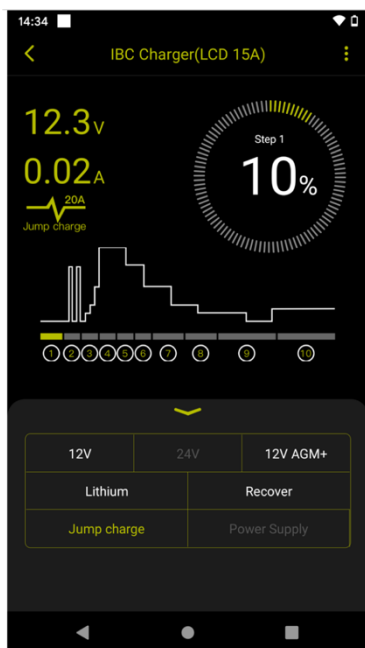 14:34
IBC Charger(LCD 15A)
12.3v
0.02A
20A
Jump charge
Step 1
10%
1 2 3 4 5 6 7 8 9 10
12V 24V 12V AGM+
Lithium Recover
Jump charge Power Supply